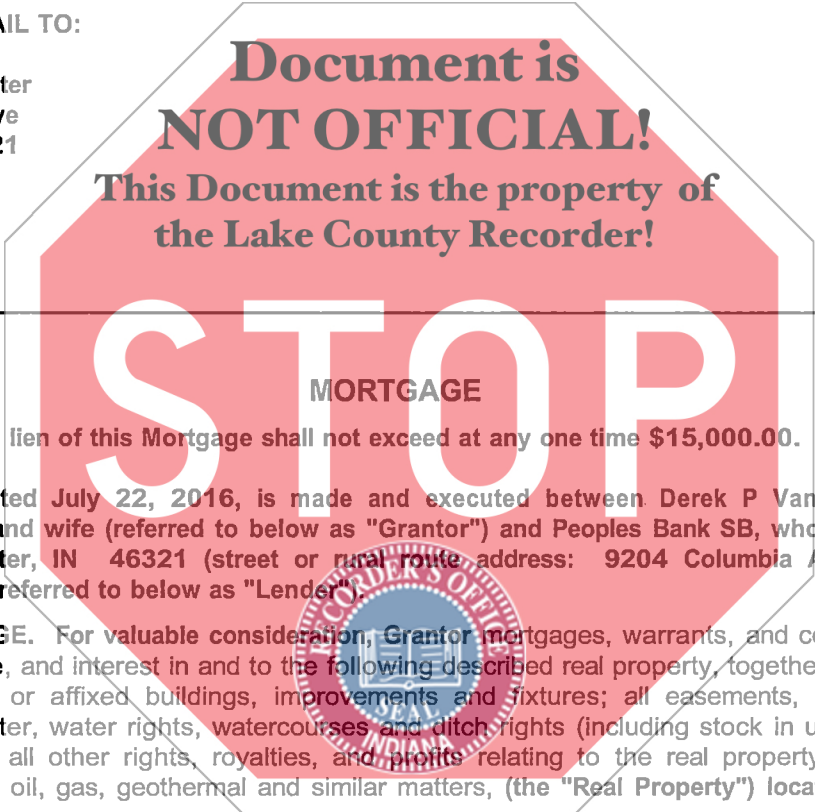 AIL TO:
Document is
ter
ve
NOT OFFICIAL!
21
This Document is the property of
the Lake County Recorder!
STOP
MORTGAGE
lien of this Mortgage shall not exceed at any one time $15,000.00.
ted July 22, 2016, is made and executed between Derek P Van
and wife (referred to below as "Grantor") and Peoples Bank SB, who
ter, IN 46321 (street or rural route address: 9204 Columbia A
referred to below as "Lender").
GE. For valuable consideration, Grantor mortgages, warrants, and co
e, and interest in and to the following described real property, togethe
or affixed buildings, improvements and fixtures; all easements,
ter, water rights, watercourses and ditch rights (including stock in u
all other rights, royalties, and profits relating to the real property
oil, gas, geothermal and similar matters, (the "Real Property") loca
RECORDER'S OFFICE
SEAL
INDIANA